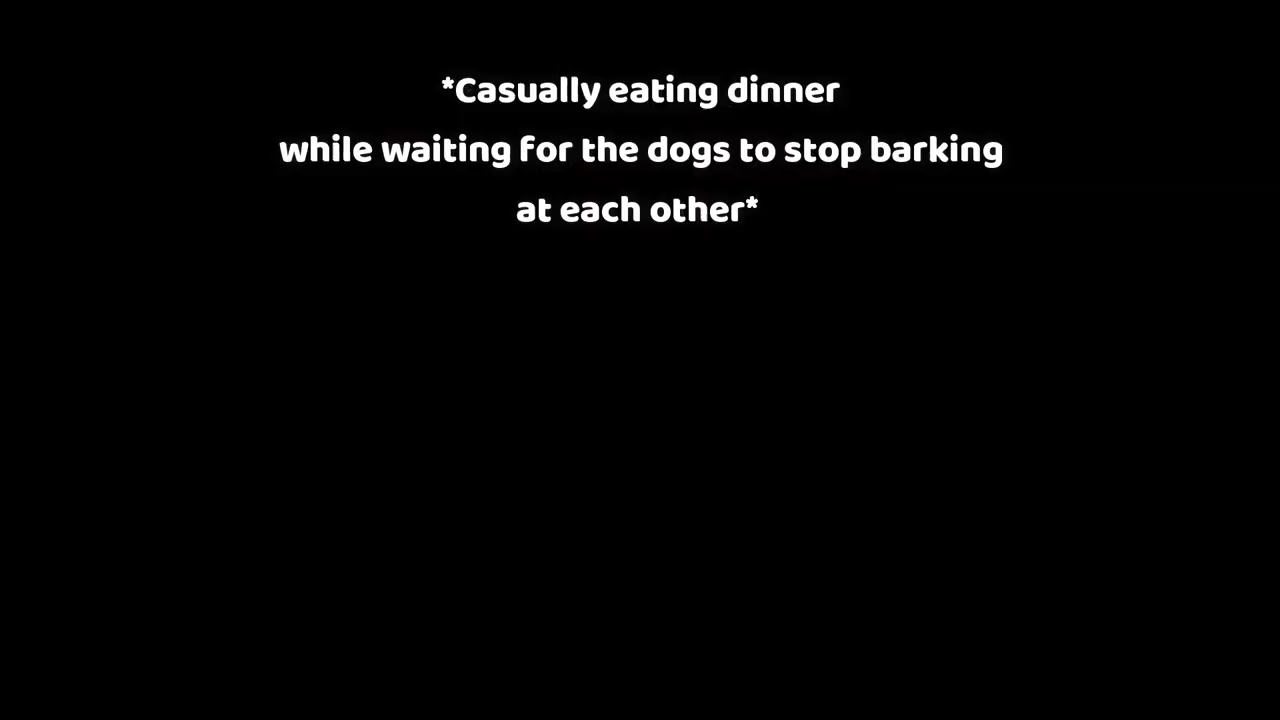 *Casually eating dinner
while waiting for the dogs to stop barking
at each other*